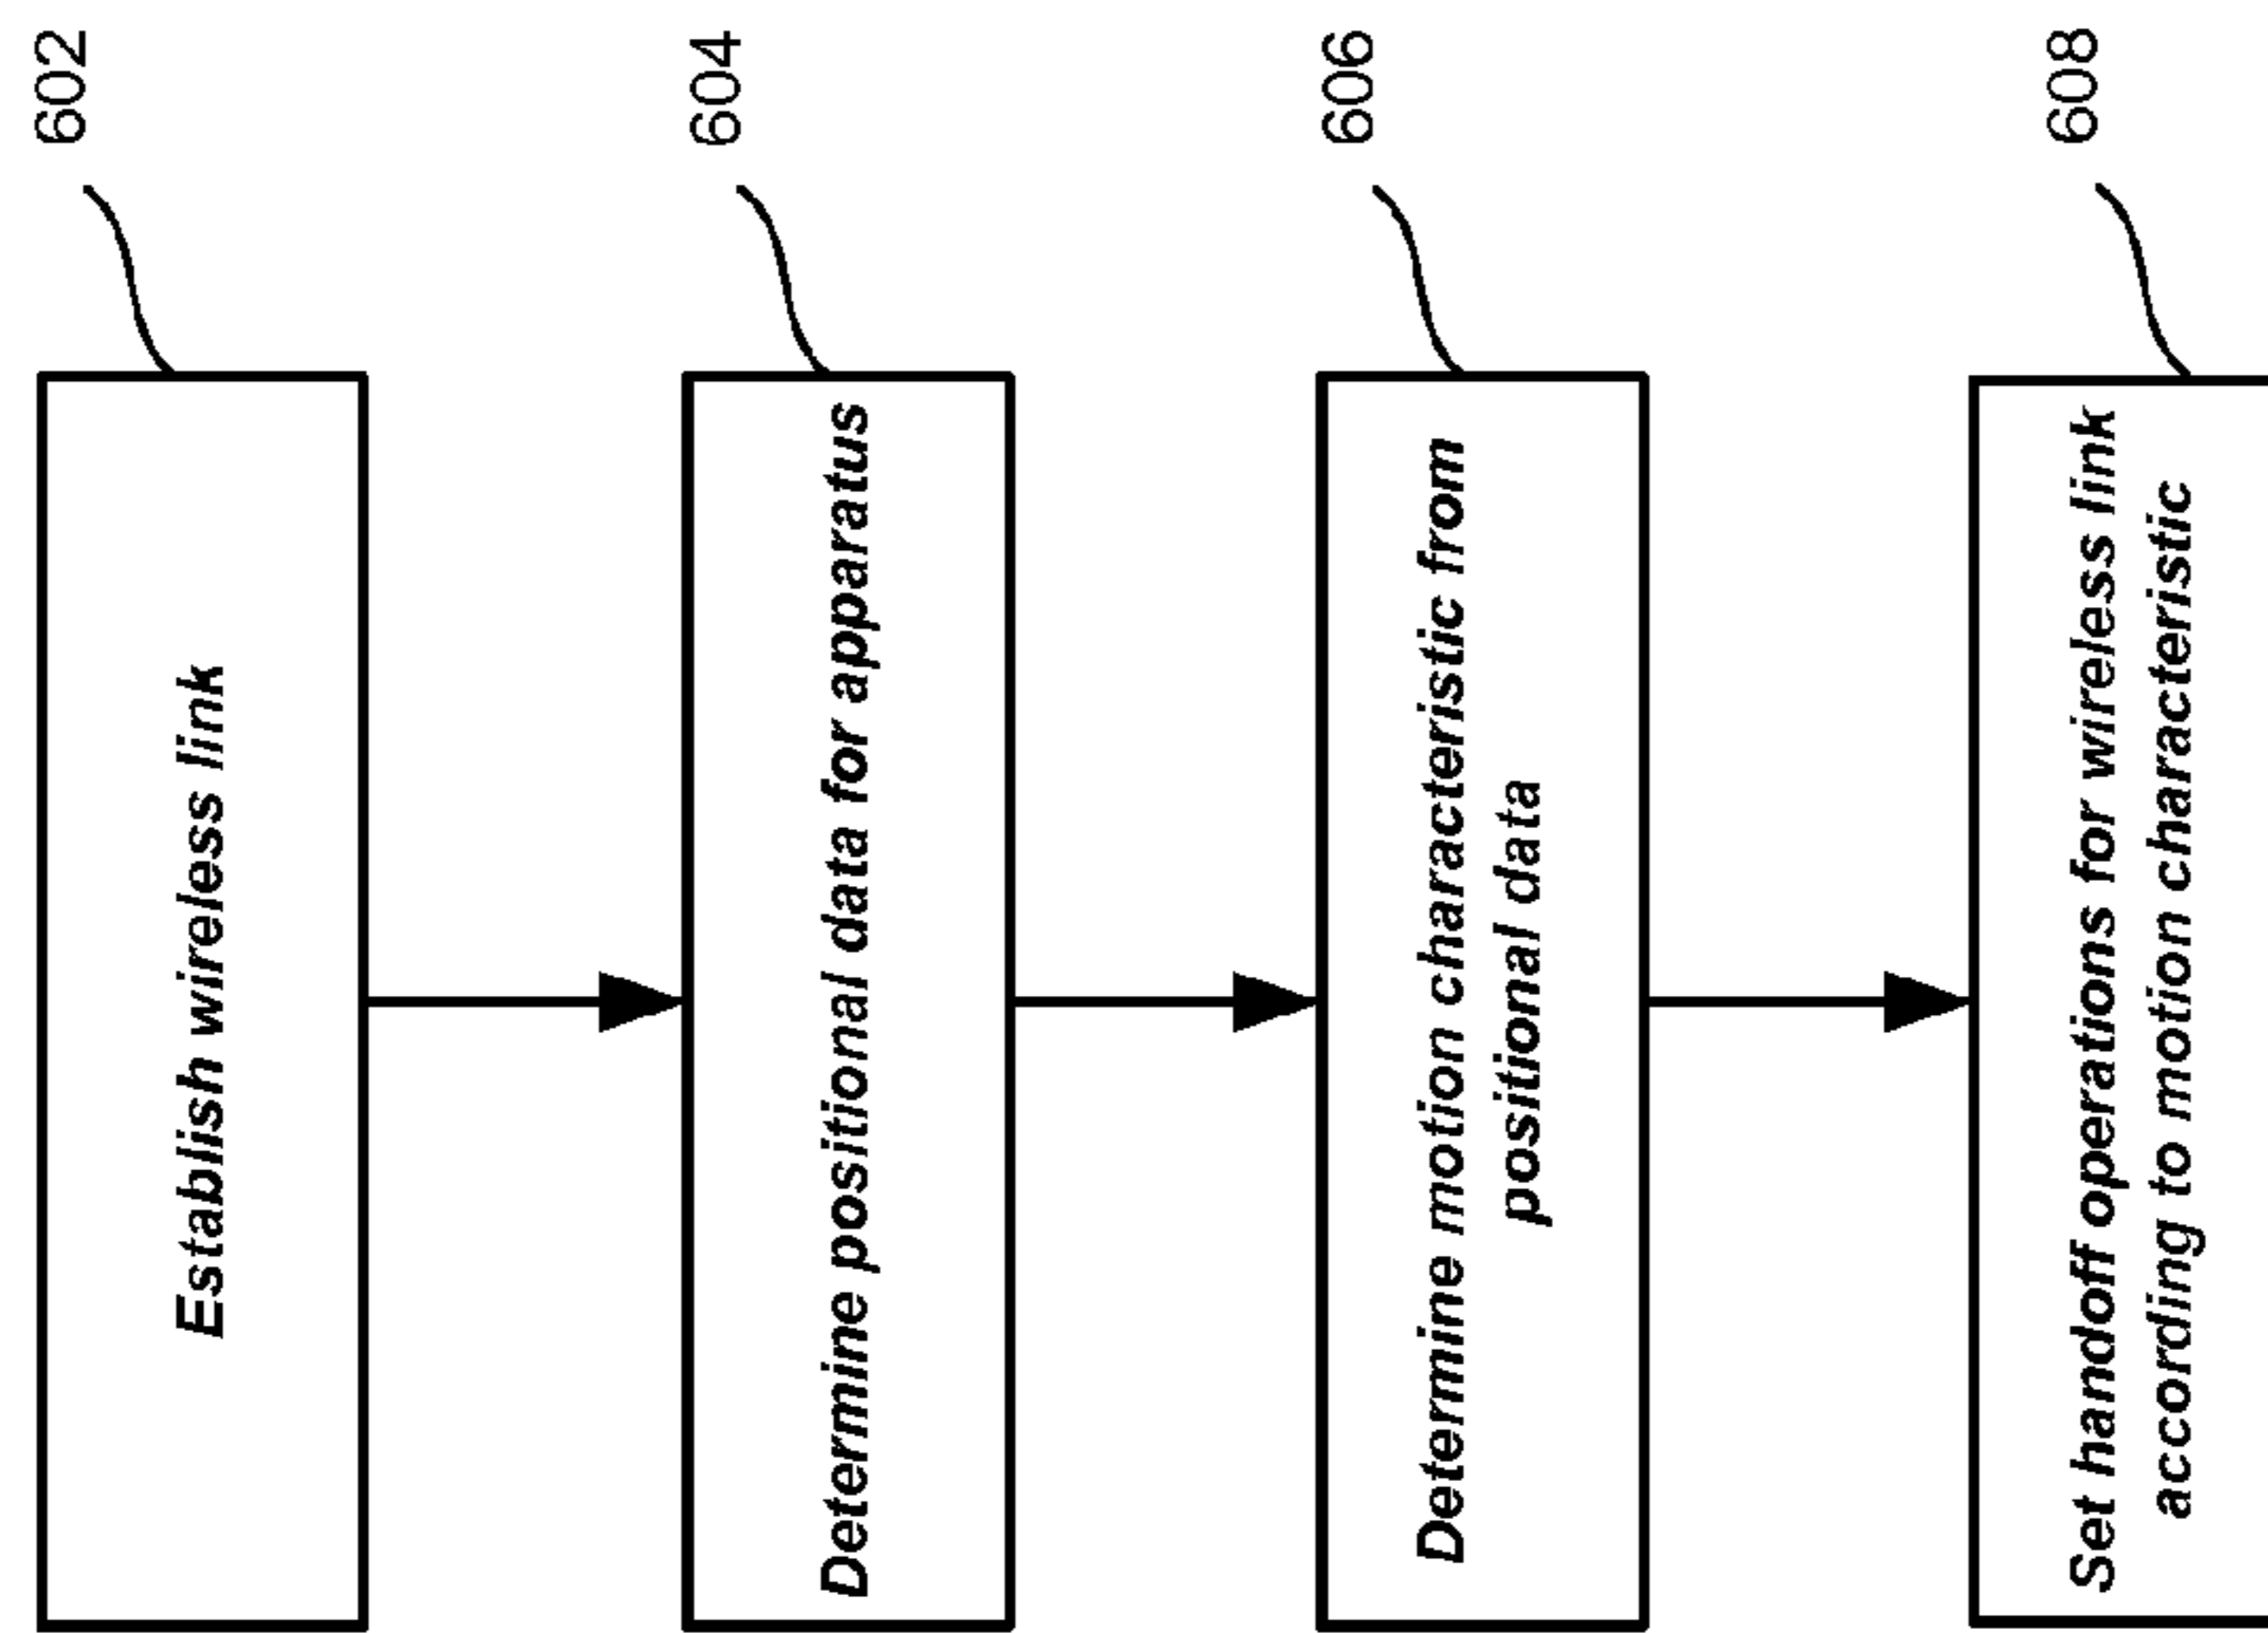 602
Establish wireless link
604
Determine positional data for apparatus
606
Determine motion characteristic from
positional data
608
Set handoff operations for wireless link
according to motion characteristic